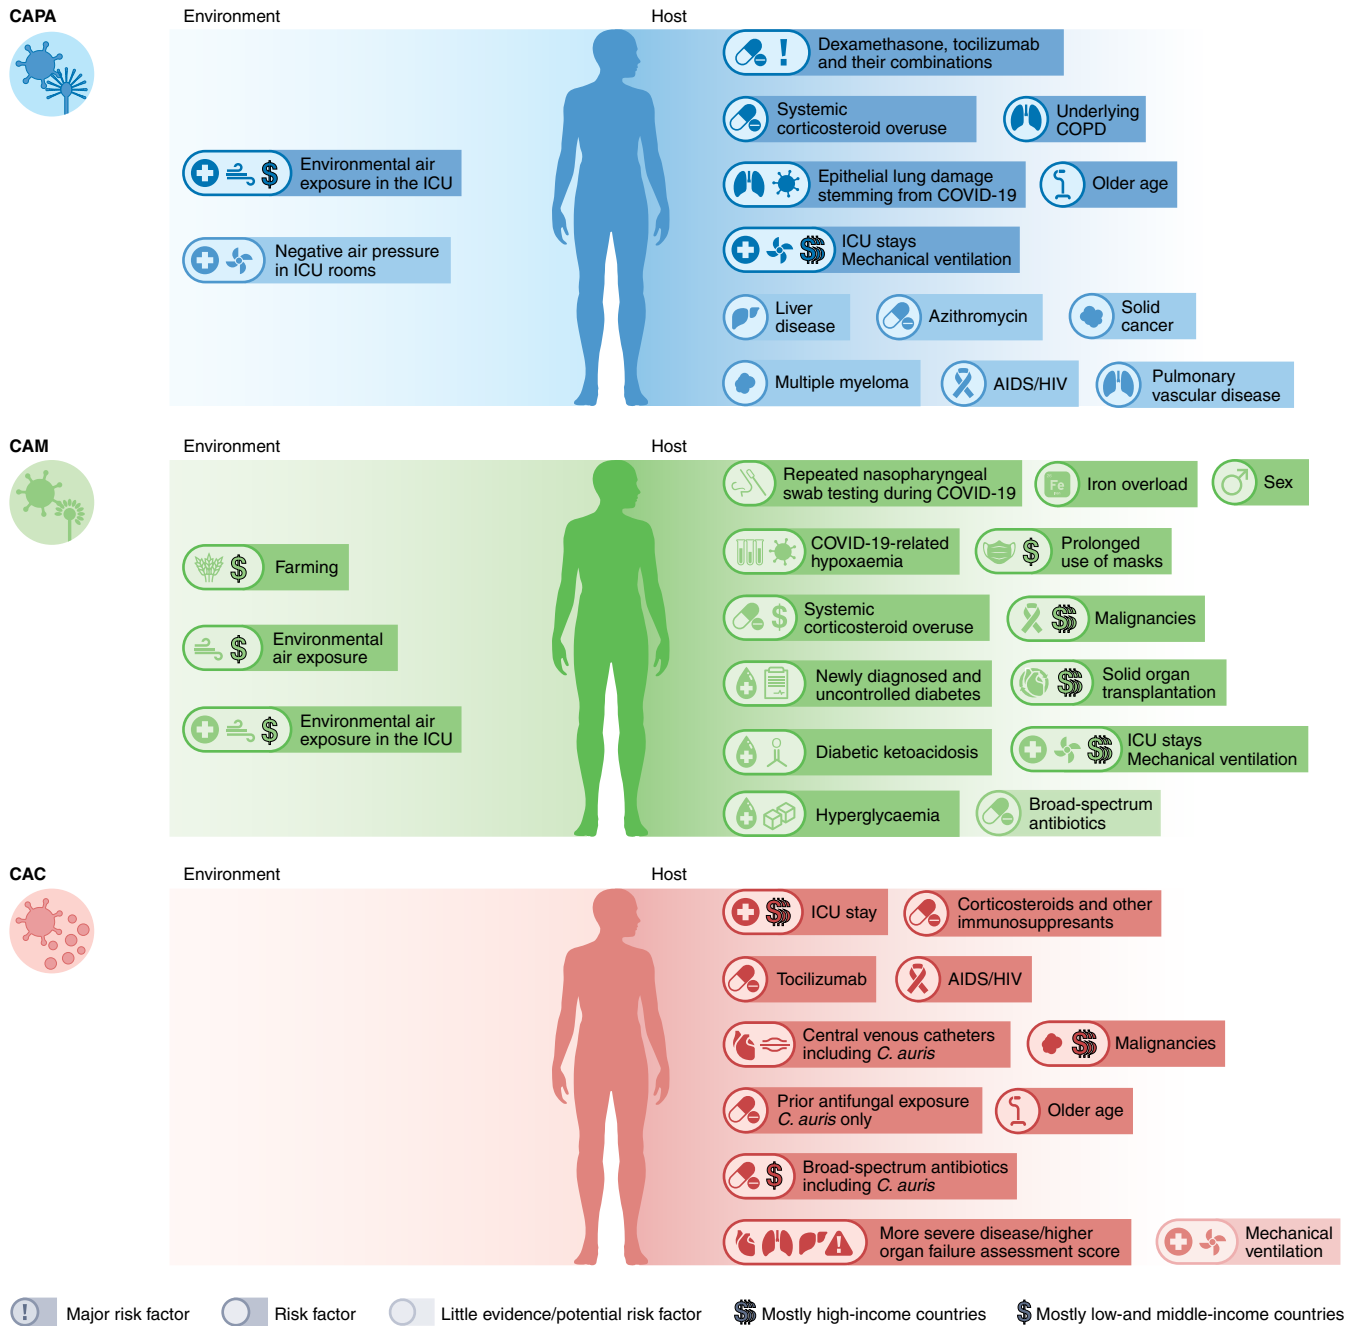 CAPA
Environment
Host
Environmental air
exposure in the ICU
Negative air pressure
in ICU rooms
Dexamethasone, tocilizumab
and their combinations
Systemic
corticosteroid overuse
Underlying
COPD
Epithelial lung damage
stemming from COVID-19
Older age
ICU stays
Mechanical ventilation
Liver
disease
Azithromycin
Solid
cancer
Multiple myeloma
AIDS/HIV
Pulmonary
vascular disease
CAM
Environment
Host
Farming
Environmental
air exposure
Environmental air
exposure in the ICU
Repeated nasopharyngeal
swab testing during COVID-19
Fe
Iron overload
Sex
COVID-19-related
hypoxaemia
Prolonged
use of masks
Systemic
corticosteroid overuse
Malignancies
Newly diagnosed and
uncontrolled diabetes
Solid organ
transplantation
Diabetic ketoacidosis
ICU stays
Mechanical ventilation
Hyperglycaemia
Broad-spectrum
antibiotics
CAC
Environment
Host
ICU stay
Corticosteroids and other
immunosuppresants
Tocilizumab
AIDS/HIV
Central venous catheters
including C. auris
Malignancies
Prior antifungal exposure
C. auris only
Older age
Broad-spectrum antibiotics
including C. auris
More severe disease/higher
organ failure assessment score
Mechanical
ventilation
! Major risk factor
Risk factor
Little evidence/potential risk factor
$ Mostly high-income countries
$ Mostly low-and middle-income countries